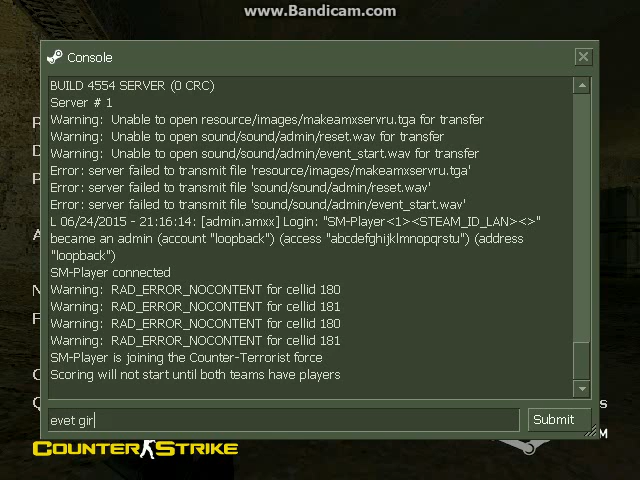 www.Bandicam.com
Console
BUILD 4554 SERVER (0 CRC)
Server # 1
Warning: Unable to open resource/images/makeamxservru.tga for transfer
Warning: Unable to open sound/sound/admin/reset.wav for transfer
Warning: Unable to open sound/sound/admin/event_start.wav for transfer
Error: server failed to transmit file 'resource/images/makeamxservru.tga'
Error: server failed to transmit file 'sound/sound/admin/reset.wav'
Error: server failed to transmit file 'sound/sound/admin/event_start.wav'
L 06/24/2015 - 21:16:14: [admin.amxx] Login: "SM-Player<1><STEAM_ID_LAN><>"
became an admin (account "loopback") (access "abcdefghijklmnopqrstu") (address
"loopback")
SM-Player connected
Warning: RAD_ERROR_NOCONTENT for cellid 180
Warning: RAD_ERROR_NOCONTENT for cellid 181
Warning: RAD_ERROR_NOCONTENT for cellid 180
Warning: RAD_ERROR_NOCONTENT for cellid 181
SM-Player is joining the Counter-Terrorist force
Scoring will not start until both teams have players
evet gir
Submit
COUNTER STRIKE